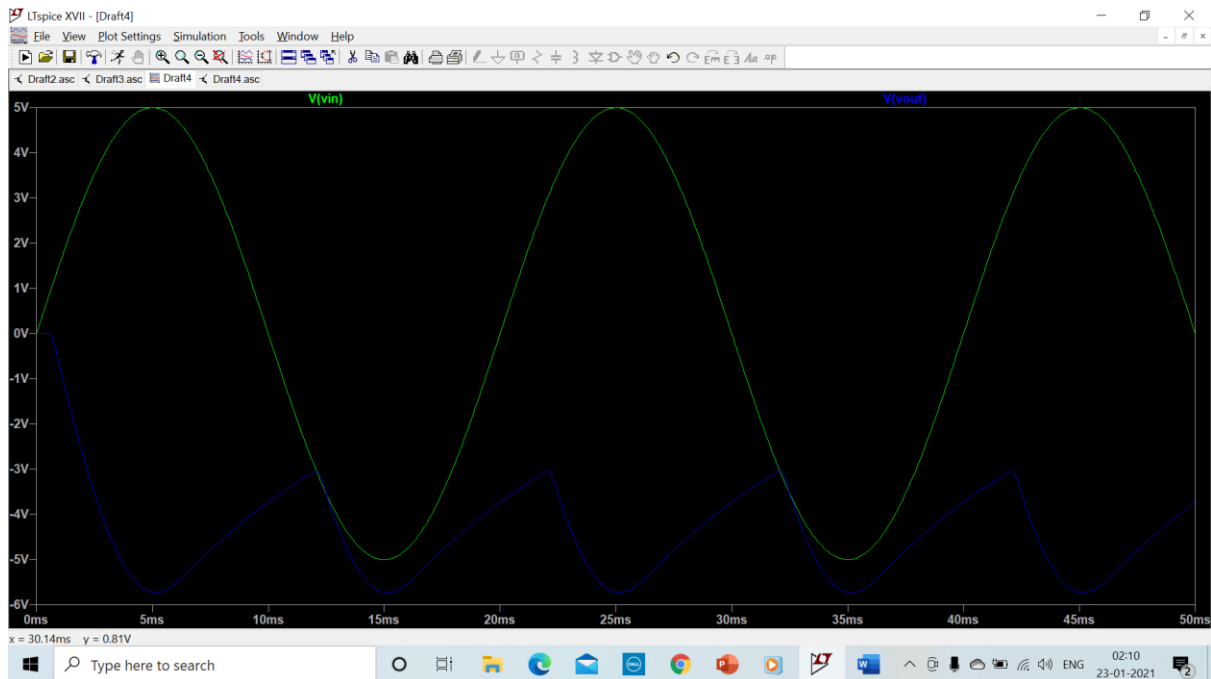 LTspice XVII - [Draft4]
File View Plot Settings Simulation Tools Window Help
Draft2.asc Draft3.asc Draft4 Draft4.asc
V(vin) V(vout)
5V
4V
3V
2V
1V
0V
-1V
-2V
-3V
-4V
-5V
-6V
0ms 5ms 10ms 15ms 20ms 25ms 30ms 35ms 40ms 45ms 50ms
x = 30.14ms y = 0.81V
Type here to search
ENG
02:10
23-01-2021
2